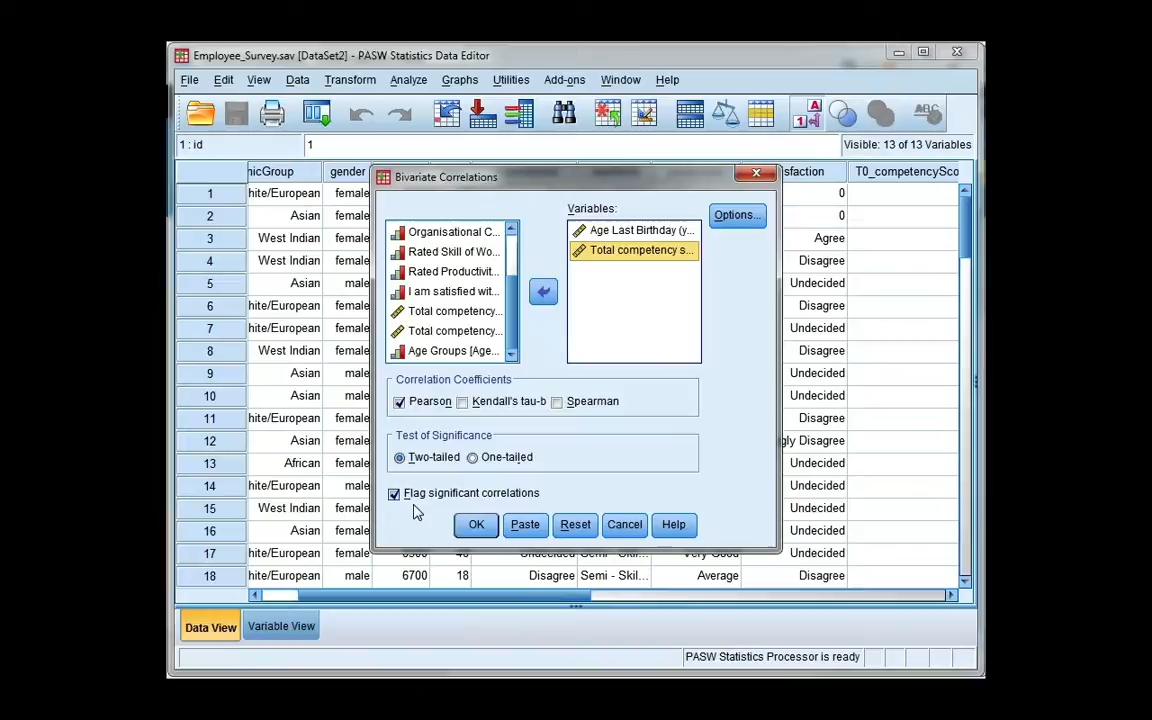 Employee_Survey.sav [DataSet2] - PASW Statistics Data Editor
File Edit View Data Transform Analyze Graphs Utilities Add-ons Window Help
1 : id 1 Visible: 13 of 13 Variables
nicGroup gender sfaction T0_competencySco
Bivariate Correlations
1 hite/European female 0
2 Asian female 0
3 West Indian female Agree
4 West Indian female Disagree
5 Asian male Undecided
6 hite/European female Disagree
7 hite/European female Undecided
8 West Indian female Disagree
9 Asian male Undecided
10 Asian male Undecided
11 hite/European female Disagree
12 Asian female gly Disagree
13 African female Undecided
14 hite/European male Undecided
15 West Indian female Undecided
16 Asian female Undecided
17 hite/European female Undecided
18 hite/European male 6700 18 Disagree Semi - Skil... Average Disagree
Variables:
Options...
Organisational C...
Rated Skill of Wo...
Rated Productivit...
I am satisfied wit...
Total competency...
Total competency...
Age Groups [Age...
Age Last Birthday (y...
Total competency s...
Correlation Coefficients
Pearson Kendall's tau-b Spearman
Test of Significance
Two-tailed One-tailed
Flag significant correlations
OK Paste Reset Cancel Help
Data View Variable View
PASW Statistics Processor is ready